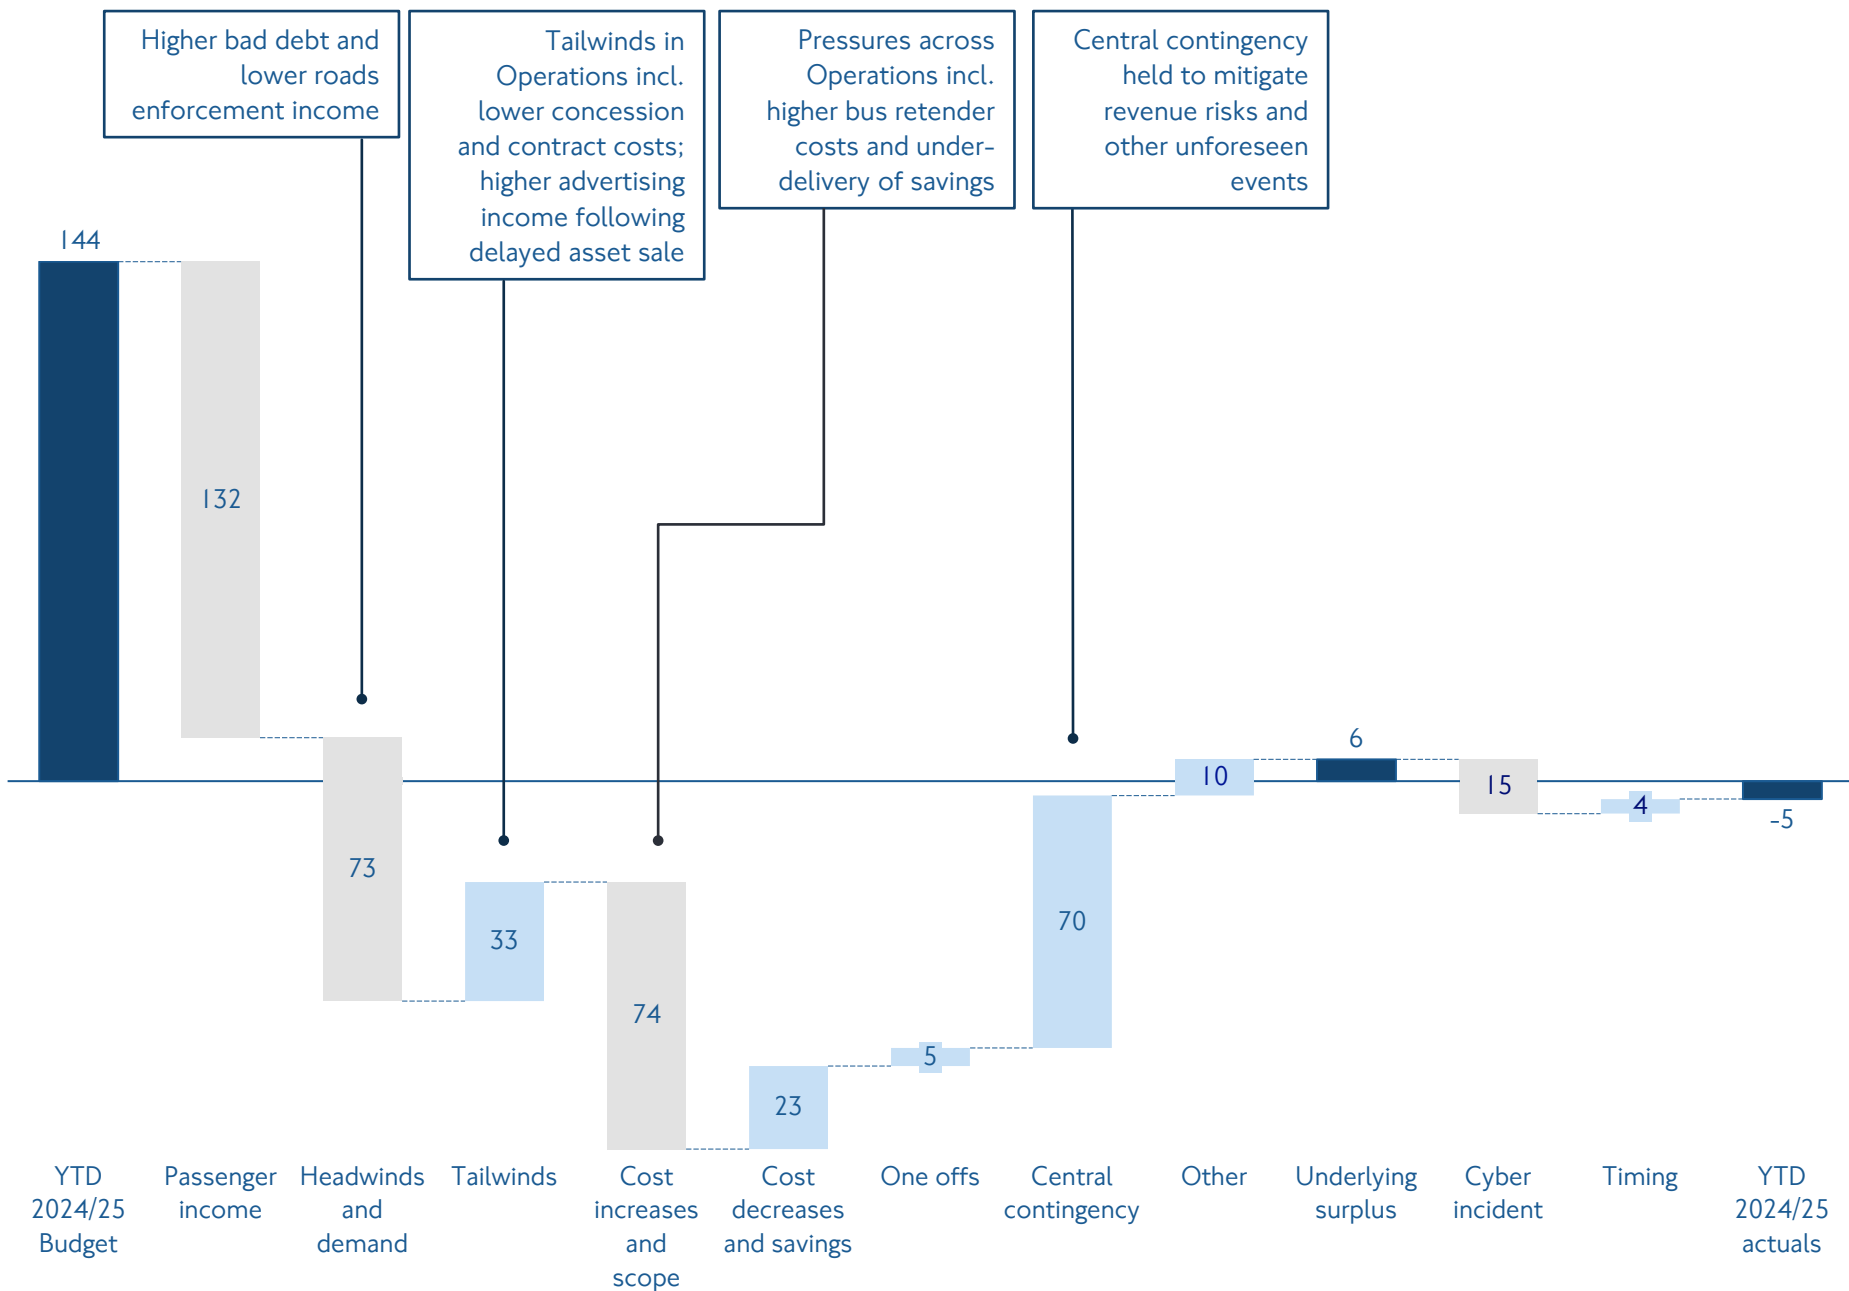 Higher bad debt and
lower roads
enforcement income
Tailwinds in
Operations incl.
lower concession
and contract costs;
higher advertising
income following
delayed asset sale
Pressures across
Operations incl.
higher bus retender
costs and under-
delivery of savings
Central contingency
held to mitigate
revenue risks and
other unforeseen
events
144
132
73
33
74
23
5
70
10
6
15
4
-5
YTD
2024/25
Budget
Passenger
income
Headwinds
and
demand
Tailwinds
Cost
increases
and
scope
Cost
decreases
and savings
One offs
Central
contingency
Other
Underlying
surplus
Cyber
incident
Timing
YTD
2024/25
actuals